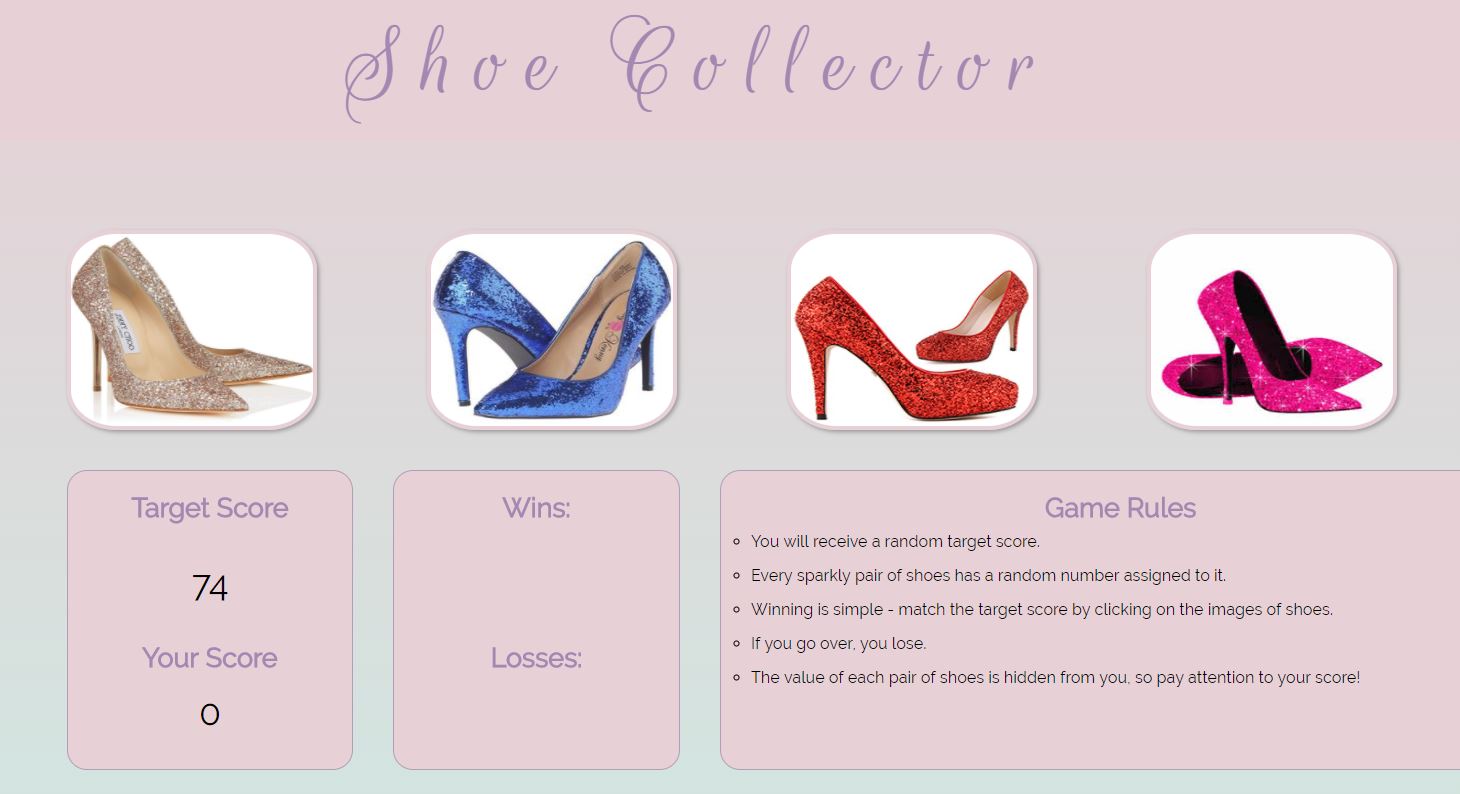 Shoe Collector
JIMMY CHOO
Target Score
74
Your Score
0
Wins:
Losses:
Game Rules
You will receive a random target score.
Every sparkly pair of shoes has a random number assigned to it.
Winning is simple - match the target score by clicking on the images of shoes.
If you go over, you lose.
The value of each pair of shoes is hidden from you, so pay attention to your score!